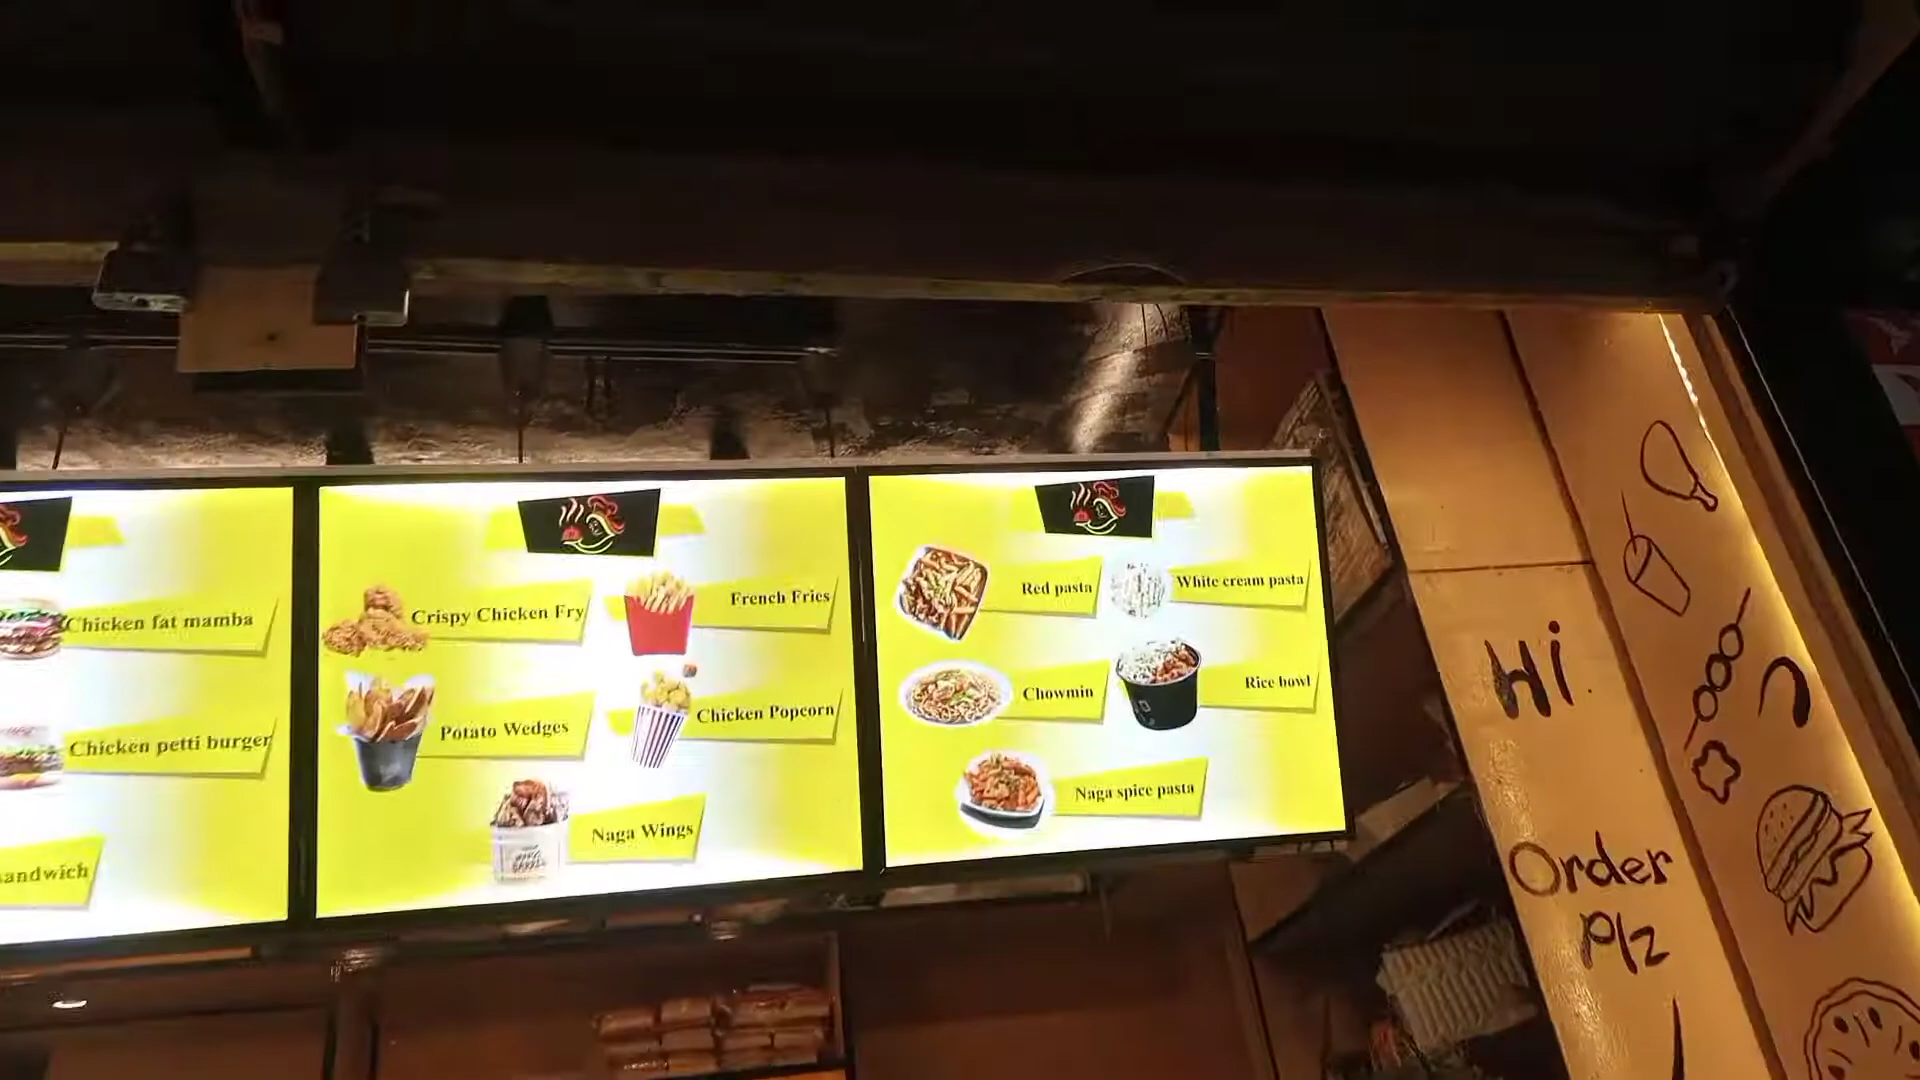 Chicken fat mamba
Chicken petti burger
sandwich
Crispy Chicken Fry
French Fries
Potato Wedges
Chicken Popcorn
Naga Wings
Red pasta
White cream pasta
Chowmin
Rice bowl
Naga spice pasta
Hi
Order
Plz